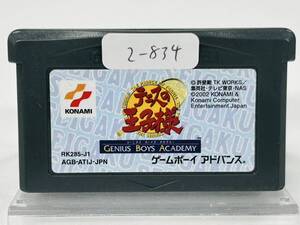 2-834
KONAMI
© 許斐剛 TK WORKS/
集英社・テレビ東京・NAS
©2002 KONAMI
Konami Computer
Entertainment Japan
テニスの
王子様
GENIUS BOYS ACADEMY
RK285-J1
AGB-ATIJ-JPN
ゲームボーイ アドバンス®